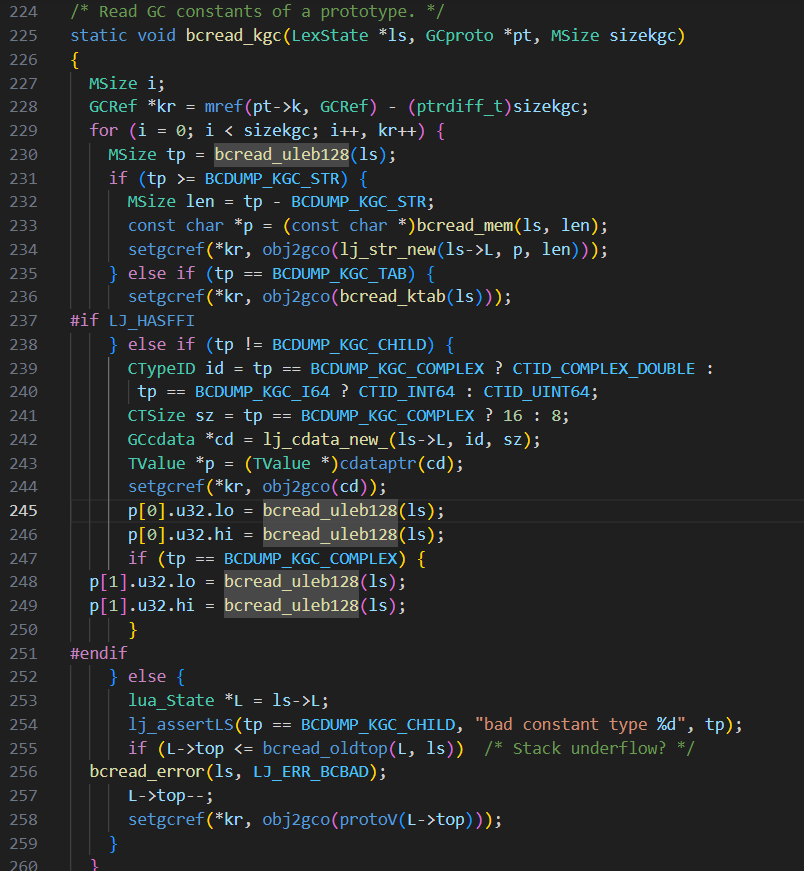 224 /* Read GC constants of a prototype. */
225 static void bcread_kgc(LexState *ls, GCproto *pt, MSize sizekgc)
226 {
227   MSize i;
228   GCRef *kr = mref(pt->k, GCRef) - (ptrdiff_t)sizekgc;
229   for (i = 0; i < sizekgc; i++, kr++) {
230     MSize tp = bcread_uleb128(ls);
231     if (tp >= BCDUMP_KGC_STR) {
232       MSize len = tp - BCDUMP_KGC_STR;
233       const char *p = (const char *)bcread_mem(ls, len);
234       setgcref(*kr, obj2gco(lj_str_new(ls->L, p, len)));
235     } else if (tp == BCDUMP_KGC_TAB) {
236       setgcref(*kr, obj2gco(bcread_ktab(ls)));
237 #if LJ_HASFFI
238     } else if (tp != BCDUMP_KGC_CHILD) {
239       CTypeID id = tp == BCDUMP_KGC_COMPLEX ? CTID_COMPLEX_DOUBLE :
240        tp == BCDUMP_KGC_I64 ? CTID_INT64 : CTID_UINT64;
241       CTSize sz = tp == BCDUMP_KGC_COMPLEX ? 16 : 8;
242       GCcdata *cd = lj_cdata_new_(ls->L, id, sz);
243       TValue *p = (TValue *)cdataptr(cd);
244       setgcref(*kr, obj2gco(cd));
245       p[0].u32.lo = bcread_uleb128(ls);
246       p[0].u32.hi = bcread_uleb128(ls);
247       if (tp == BCDUMP_KGC_COMPLEX) {
248   p[1].u32.lo = bcread_uleb128(ls);
249   p[1].u32.hi = bcread_uleb128(ls);
250       }
251 #endif
252     } else {
253       lua_State *L = ls->L;
254       lj_assertLS(tp == BCDUMP_KGC_CHILD, "bad constant type %d", tp);
255       if (L->top <= bcread_oldtop(L, ls))  /* Stack underflow? */
256   bcread_error(ls, LJ_ERR_BCBAD);
257       L->top--;
258       setgcref(*kr, obj2gco(protoV(L->top)));
259     }
260   }